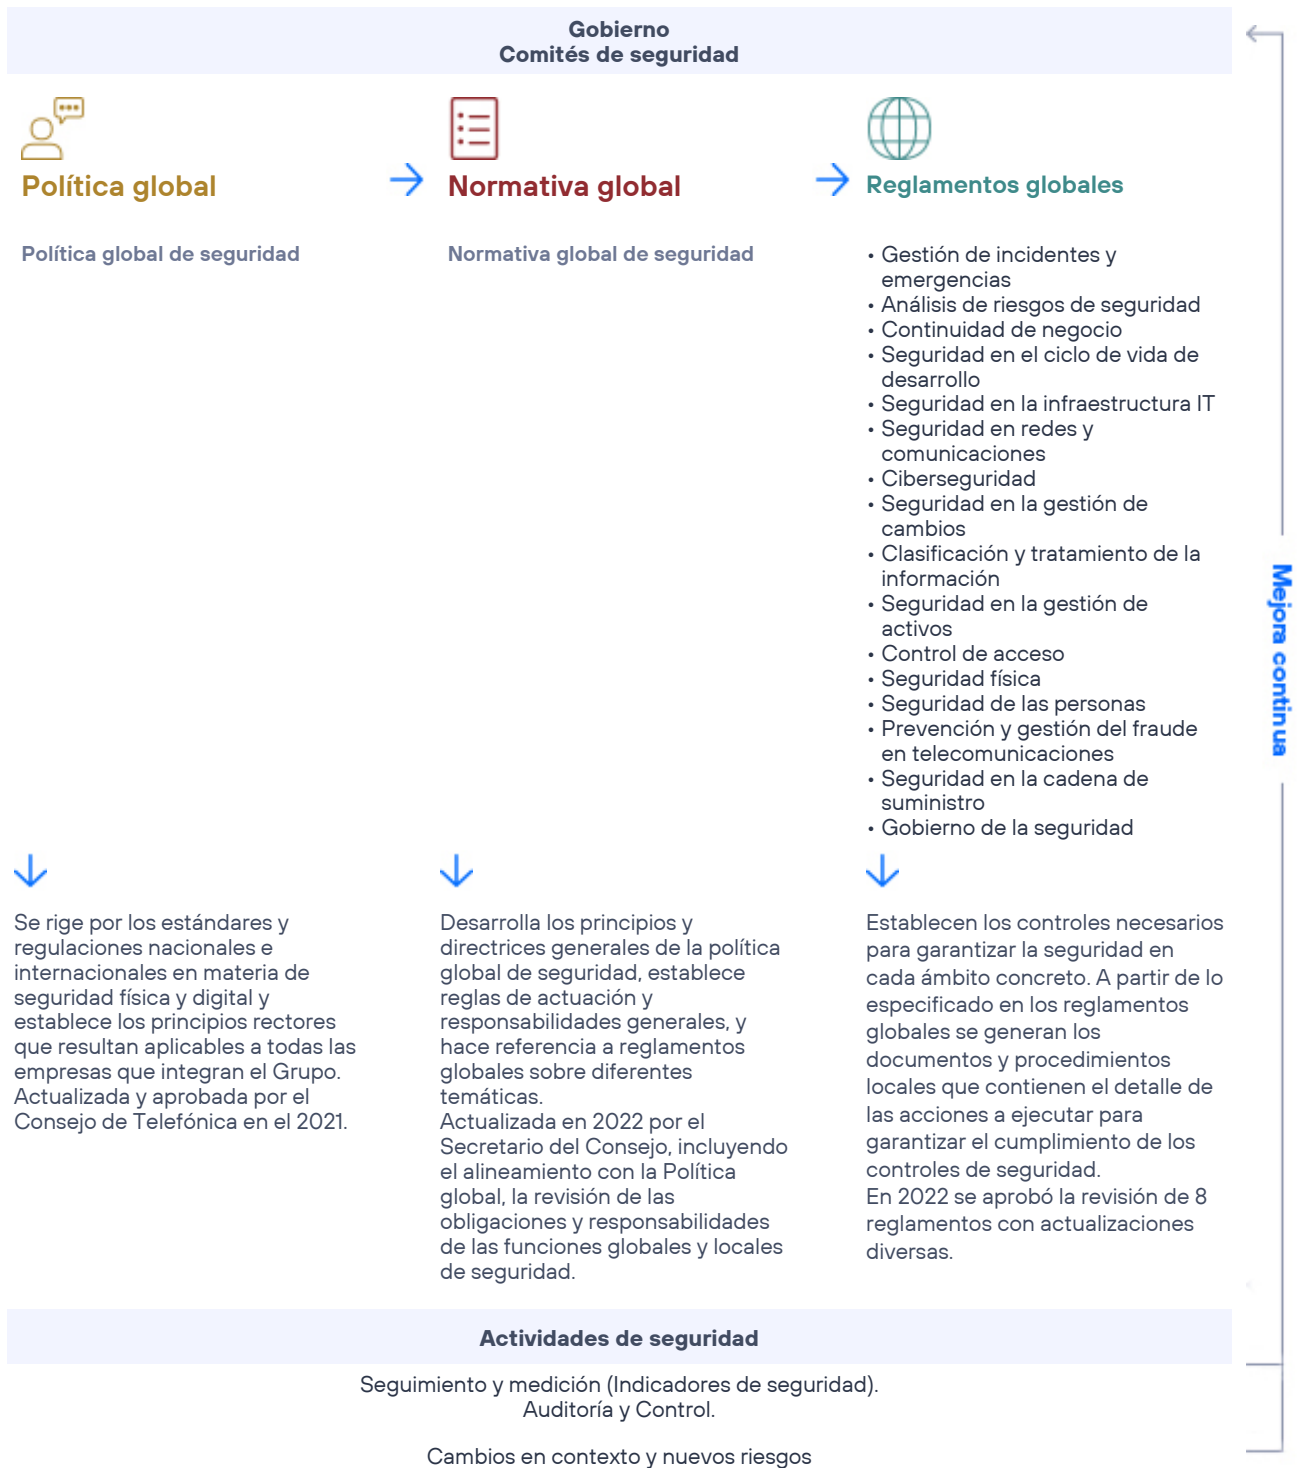 Gobierno
Comités de seguridad
Política global
Normativa global
Reglamentos globales
Política global de seguridad
Normativa global de seguridad
• Gestión de incidentes y
emergencias
• Análisis de riesgos de seguridad
• Continuidad de negocio
• Seguridad en el ciclo de vida de
desarrollo
• Seguridad en la infraestructura IT
• Seguridad en redes y
comunicaciones
• Ciberseguridad
• Seguridad en la gestión de
cambios
• Clasificación y tratamiento de la
información
• Seguridad en la gestión de
activos
• Control de acceso
• Seguridad física
• Seguridad de las personas
• Prevención y gestión del fraude
en telecomunicaciones
• Seguridad en la cadena de
suministro
• Gobierno de la seguridad
Se rige por los estándares y
regulaciones nacionales e
internacionales en materia de
seguridad física y digital y
establece los principios rectores
que resultan aplicables a todas las
empresas que integran el Grupo.
Actualizada y aprobada por el
Consejo de Telefónica en el 2021.
Desarrolla los principios y
directrices generales de la política
global de seguridad, establece
reglas de actuación y
responsabilidades generales, y
hace referencia a reglamentos
globales sobre diferentes
temáticas.
Actualizada en 2022 por el
Secretario del Consejo, incluyendo
el alineamiento con la Política
global, la revisión de las
obligaciones y responsabilidades
de las funciones globales y locales
de seguridad.
Establecen los controles necesarios
para garantizar la seguridad en
cada ámbito concreto. A partir de lo
especificado en los reglamentos
globales se generan los
documentos y procedimientos
locales que contienen el detalle de
las acciones a ejecutar para
garantizar el cumplimiento de los
controles de seguridad.
En 2022 se aprobó la revisión de 8
reglamentos con actualizaciones
diversas.
Mejora continua
Actividades de seguridad
Seguimiento y medición (Indicadores de seguridad).
Auditoría y Control.
Cambios en contexto y nuevos riesgos